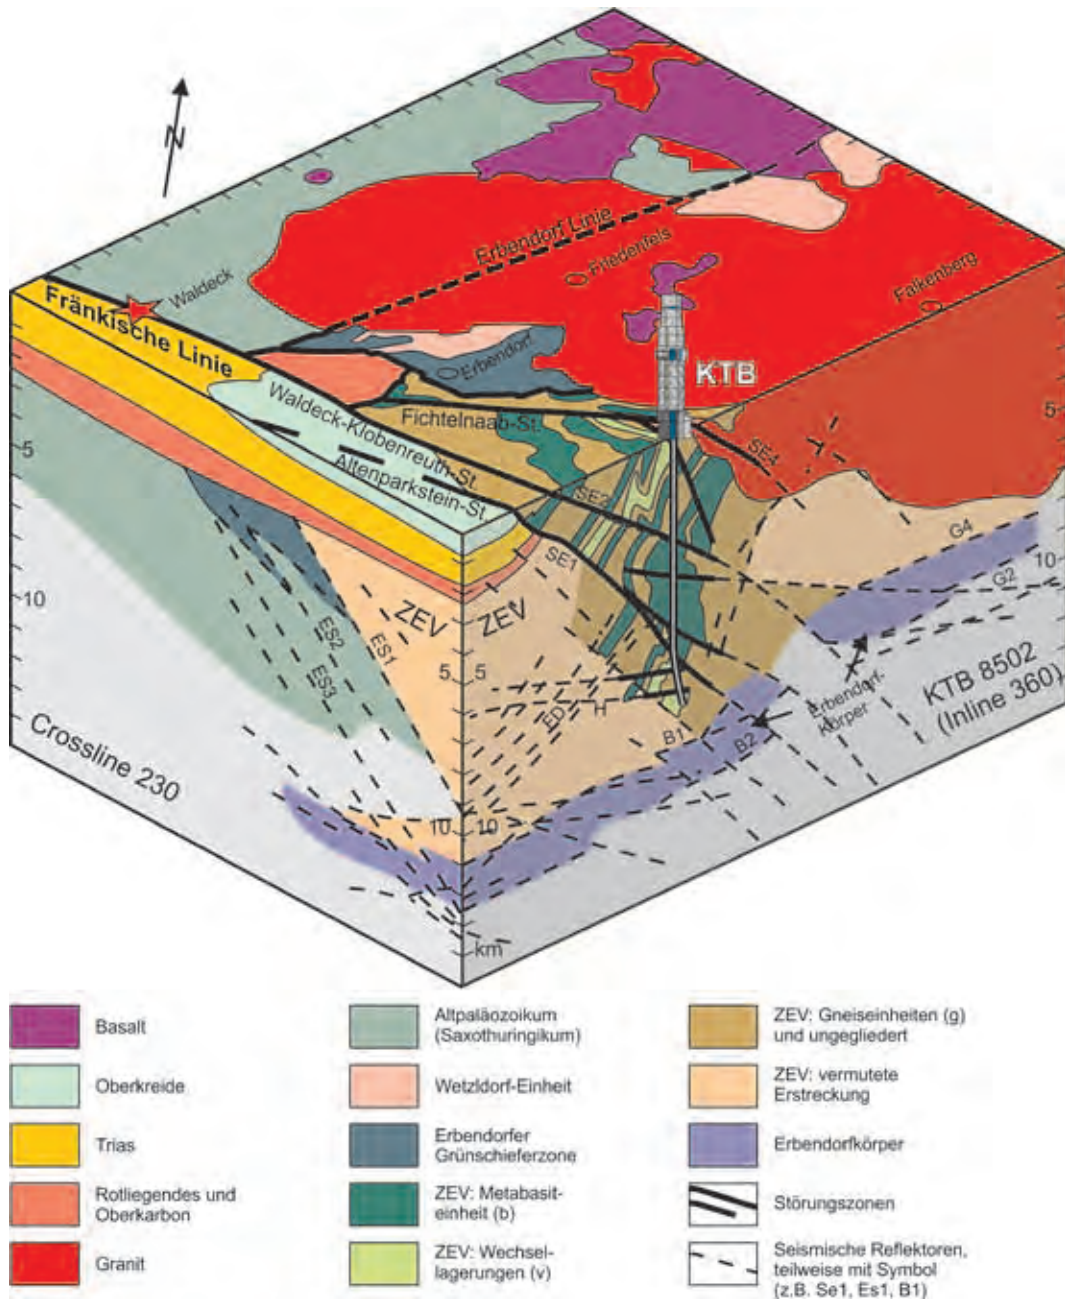 N
Waldeck
Fränkische Linie
Erbendorf Linie
Friedenfels
Falkenberg
Erbendorf
KTB
Fichtelnaab-St.
Waldeck-Klobenreuth-St.
Altenparkstein-St.
SE4
SE2
SE1
5
5
10
10
G4
G2
ZEV
ZEV
ES1
ES2
ES3
5
5
ED
H
B1
B2
Erbendorf-
körper
KTB 8502
(Inline 360)
Crossline 230
10
10
km
Basalt
Oberkreide
Trias
Rotliegendes und
Oberkarbon
Granit
Altpaläozoikum
(Saxothuringikum)
Wetzldorf-Einheit
Erbendorfer
Grünschieferzone
ZEV: Metabasit-
einheit (b)
ZEV: Wechsel-
lagerungen (v)
ZEV: Gneiseinheiten (g)
und ungegliedert
ZEV: vermutete
Erstreckung
Erbendorfkörper
Störungszonen
Seismische Reflektoren,
teilweise mit Symbol
(z.B. Se1, Es1, B1)